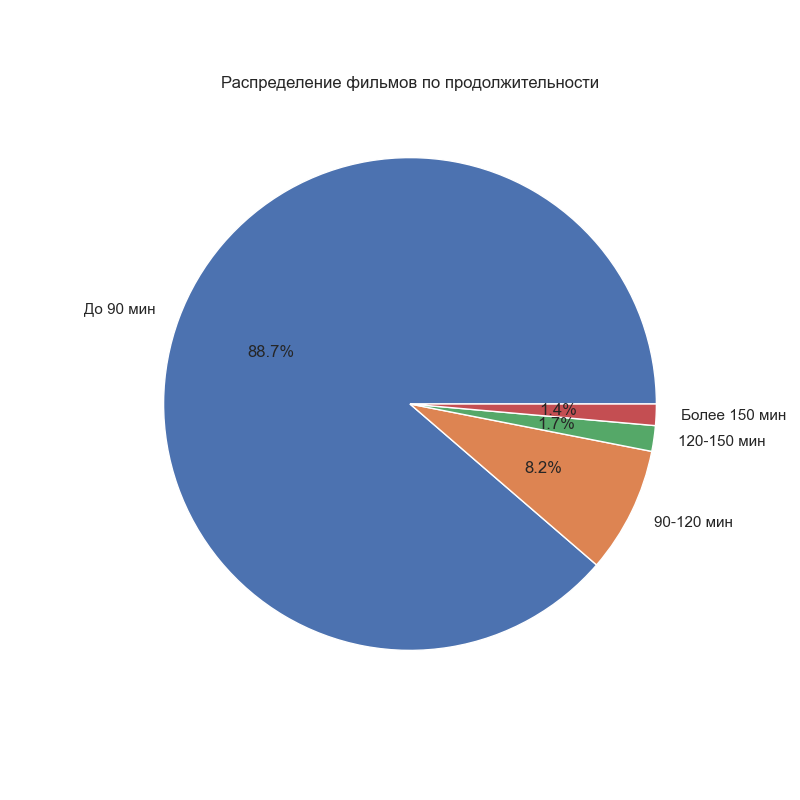 Распределение фильмов по продолжительности
До 90 мин
88.7%
1.4%
Более 150 мин
1.7%
120-150 мин
8.2%
90-120 мин